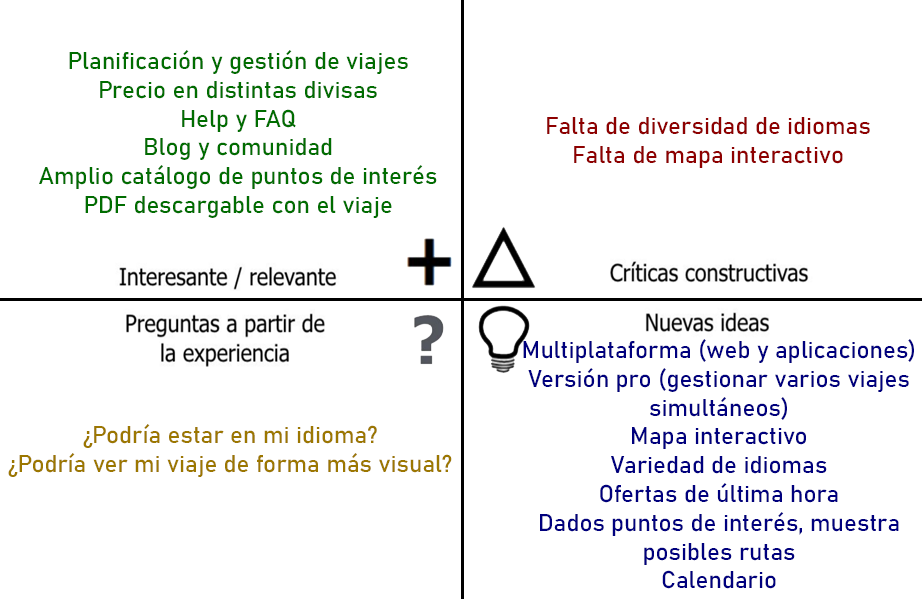 Planificación y gestión de viajes
Precio en distintas divisas
Help y FAQ
Blog y comunidad
Amplio catálogo de puntos de interés
PDF descargable con el viaje
Interesante / relevante
+
Falta de diversidad de idiomas
Falta de mapa interactivo
Críticas constructivas
Preguntas a partir de
la experiencia
?
¿Podría estar en mi idioma?
¿Podría ver mi viaje de forma más visual?
Nuevas ideas
Multiplataforma (web y aplicaciones)
Versión pro (gestionar varios viajes
simultáneos)
Mapa interactivo
Variedad de idiomas
Ofertas de última hora
Dados puntos de interés, muestra
posibles rutas
Calendario